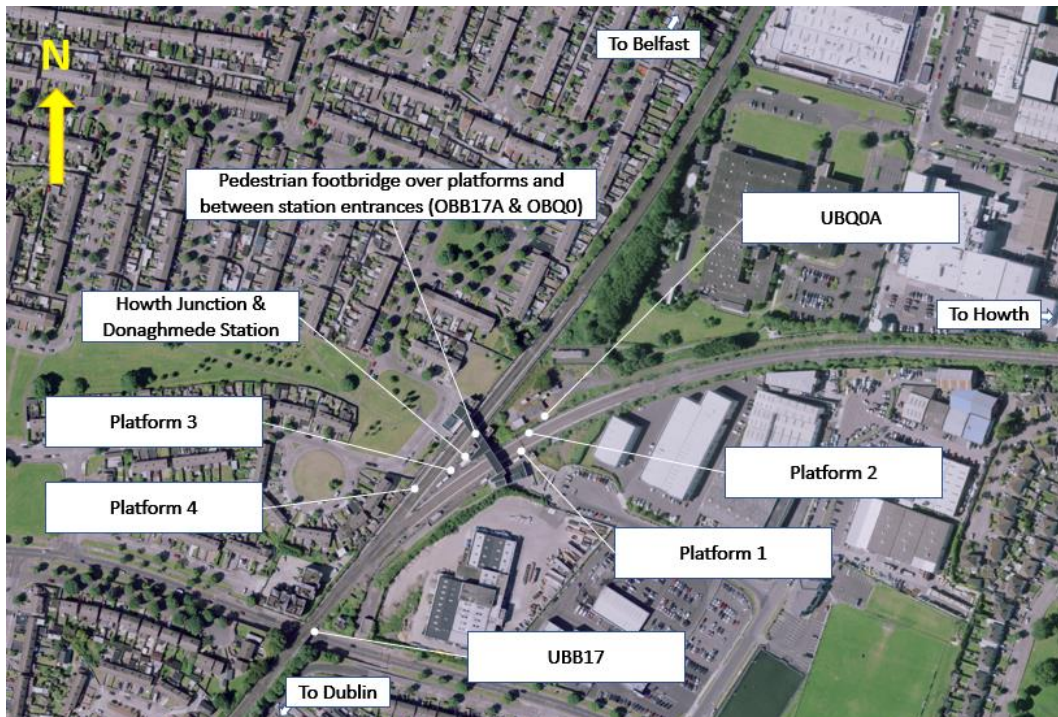 To Belfast
N
Pedestrian footbridge over platforms and
between station entrances (OBB17A & OBQ0)
UBQ0A
Howth Junction &
Donaghmede Station
To Howth
Platform 3
Platform 2
Platform 4
Platform 1
UBB17
To Dublin